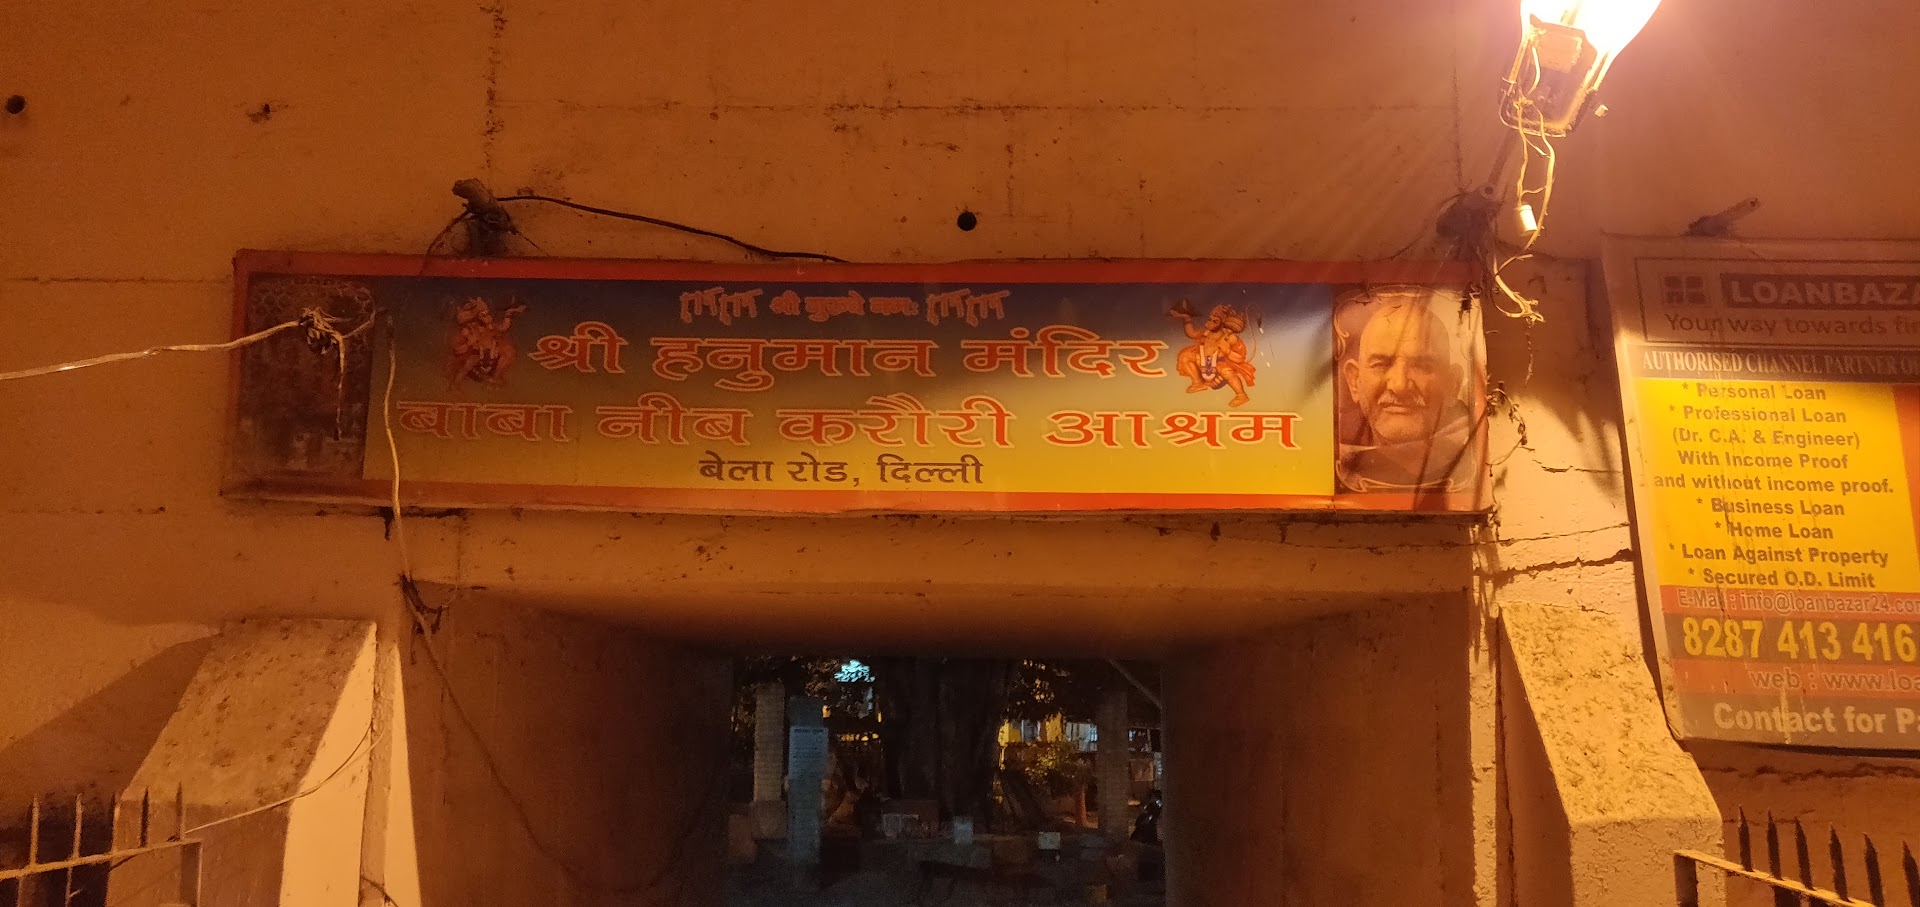 श्री गुरुवे नमः
श्री हनुमान मंदिर
बाबा नीब करौरी आश्रम
बेला रोड, दिल्ली
LOANBAZA
Your way towards fi
AUTHORISED CHANNEL PARTNER O
* Personal Loan
* Professional Loan
(Dr. C.A. & Engineer)
With Income Proof
and without income proof.
* Business Loan
* Home Loan
* Loan Against Property
* Secured O.D. Limit
E-Mail : info@loanbazar24.com
8287 413 416
web : www.loa
Contact for Pa